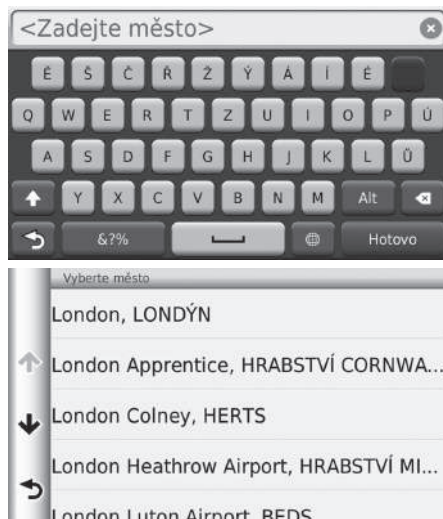 <Zadejte město>
Ě Š Č Ř Ž Ý Á Í É
Q W E R T Z U I O P Ú
A S D F G H J K L Ů
Y X C V B N M Alt
&?% Hotovo
Vyberte město
London, LONDÝN
London Apprentice, HRABSTVÍ CORNWA...
London Colney, HERTS
London Heathrow Airport, HRABSTVÍ MI...
London Luton Airport, BEDS